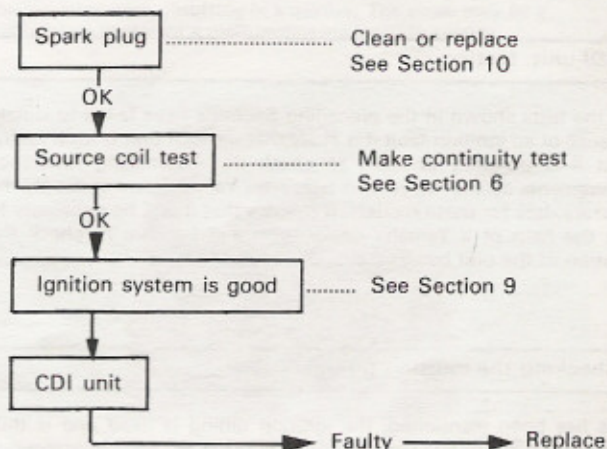 Spark plug ................. Clean or replace
See Section 10
OK
Source coil test ............ Make continuity test
See Section 6
OK
Ignition system is good ......... See Section 9
CDI unit
Faulty Replace